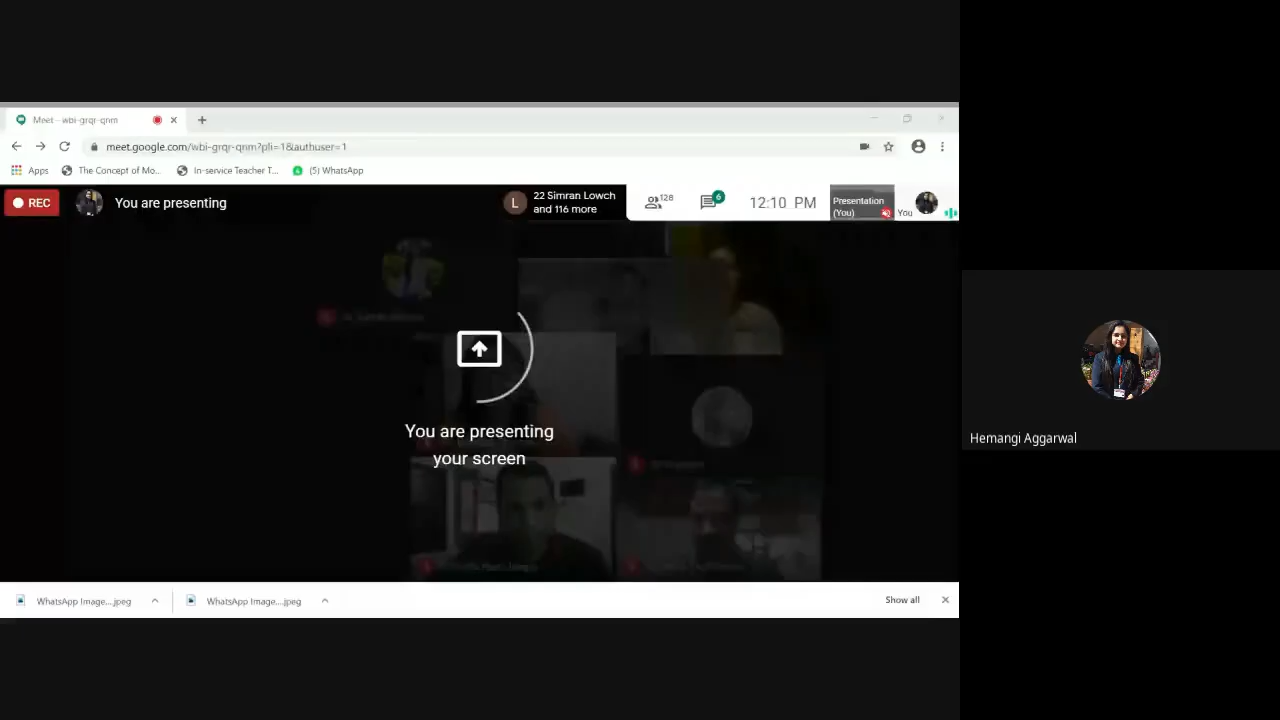 Meet – wbi-grqr-qnm
meet.google.com/wbi-grqr-qnm?pli=1&authuser=1
Apps
The Concept of Mo...
In-service Teacher T...
(5) WhatsApp
REC
You are presenting
L
22 Simran Lowch
and 116 more
128
6
12:10 PM
Presentation
(You)
You
You are presenting
your screen
Hemangi Aggarwal
WhatsApp Image....jpeg
WhatsApp Image....jpeg
Show all